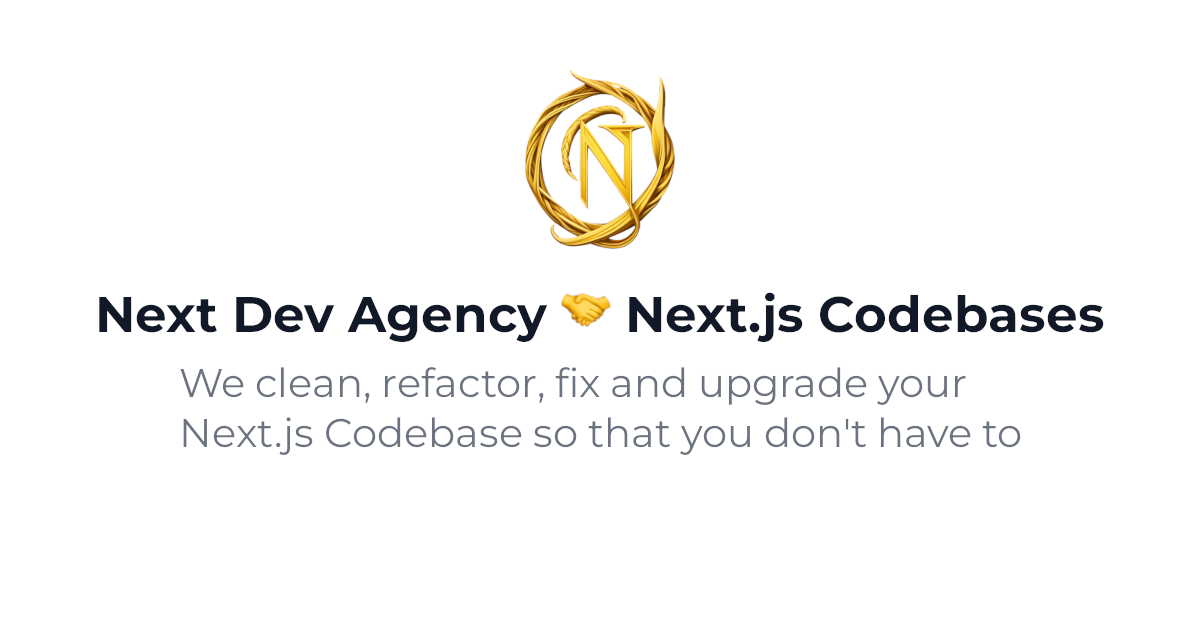 N
Next Dev Agency 🤝 Next.js Codebases
We clean, refactor, fix and upgrade your
Next.js Codebase so that you don't have to